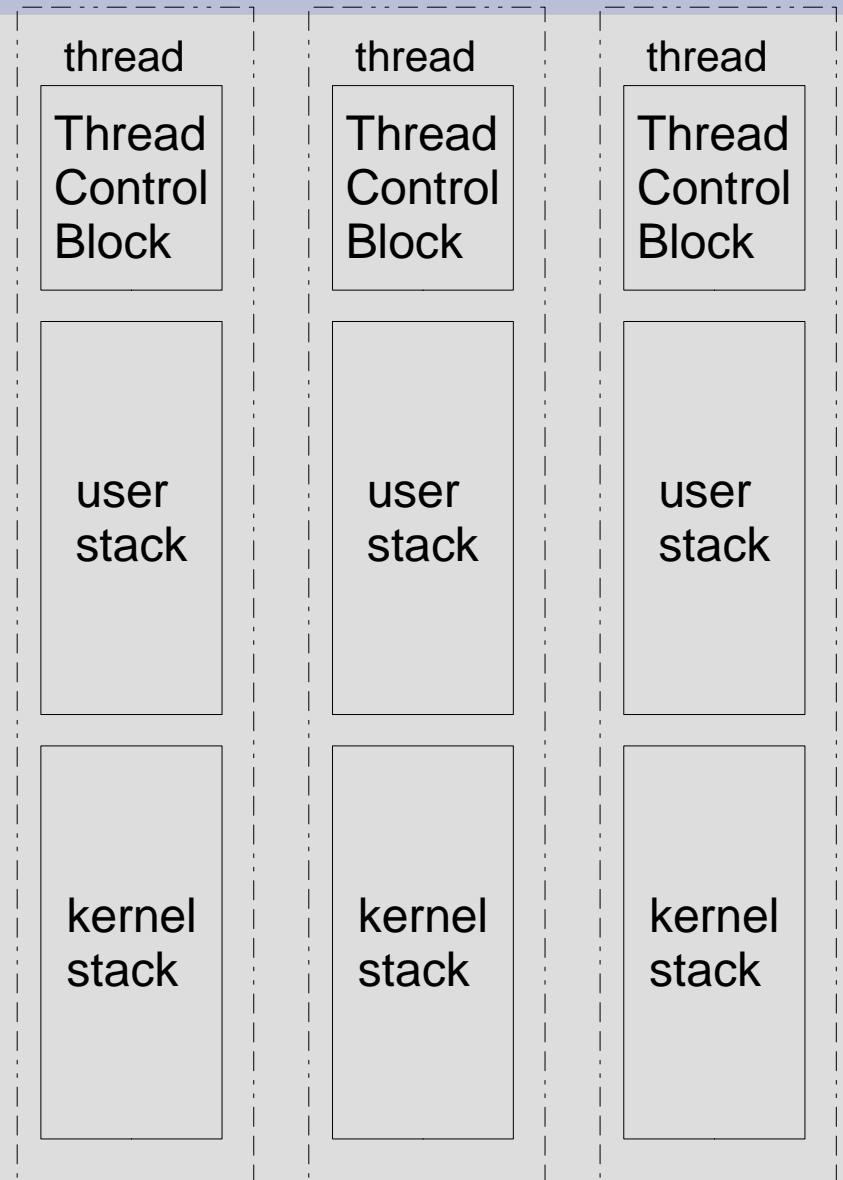 thread
Thread
Control
Block
user
stack
kernel
stack
thread
Thread
Control
Block
user
stack
kernel
stack
thread
Thread
Control
Block
user
stack
kernel
stack